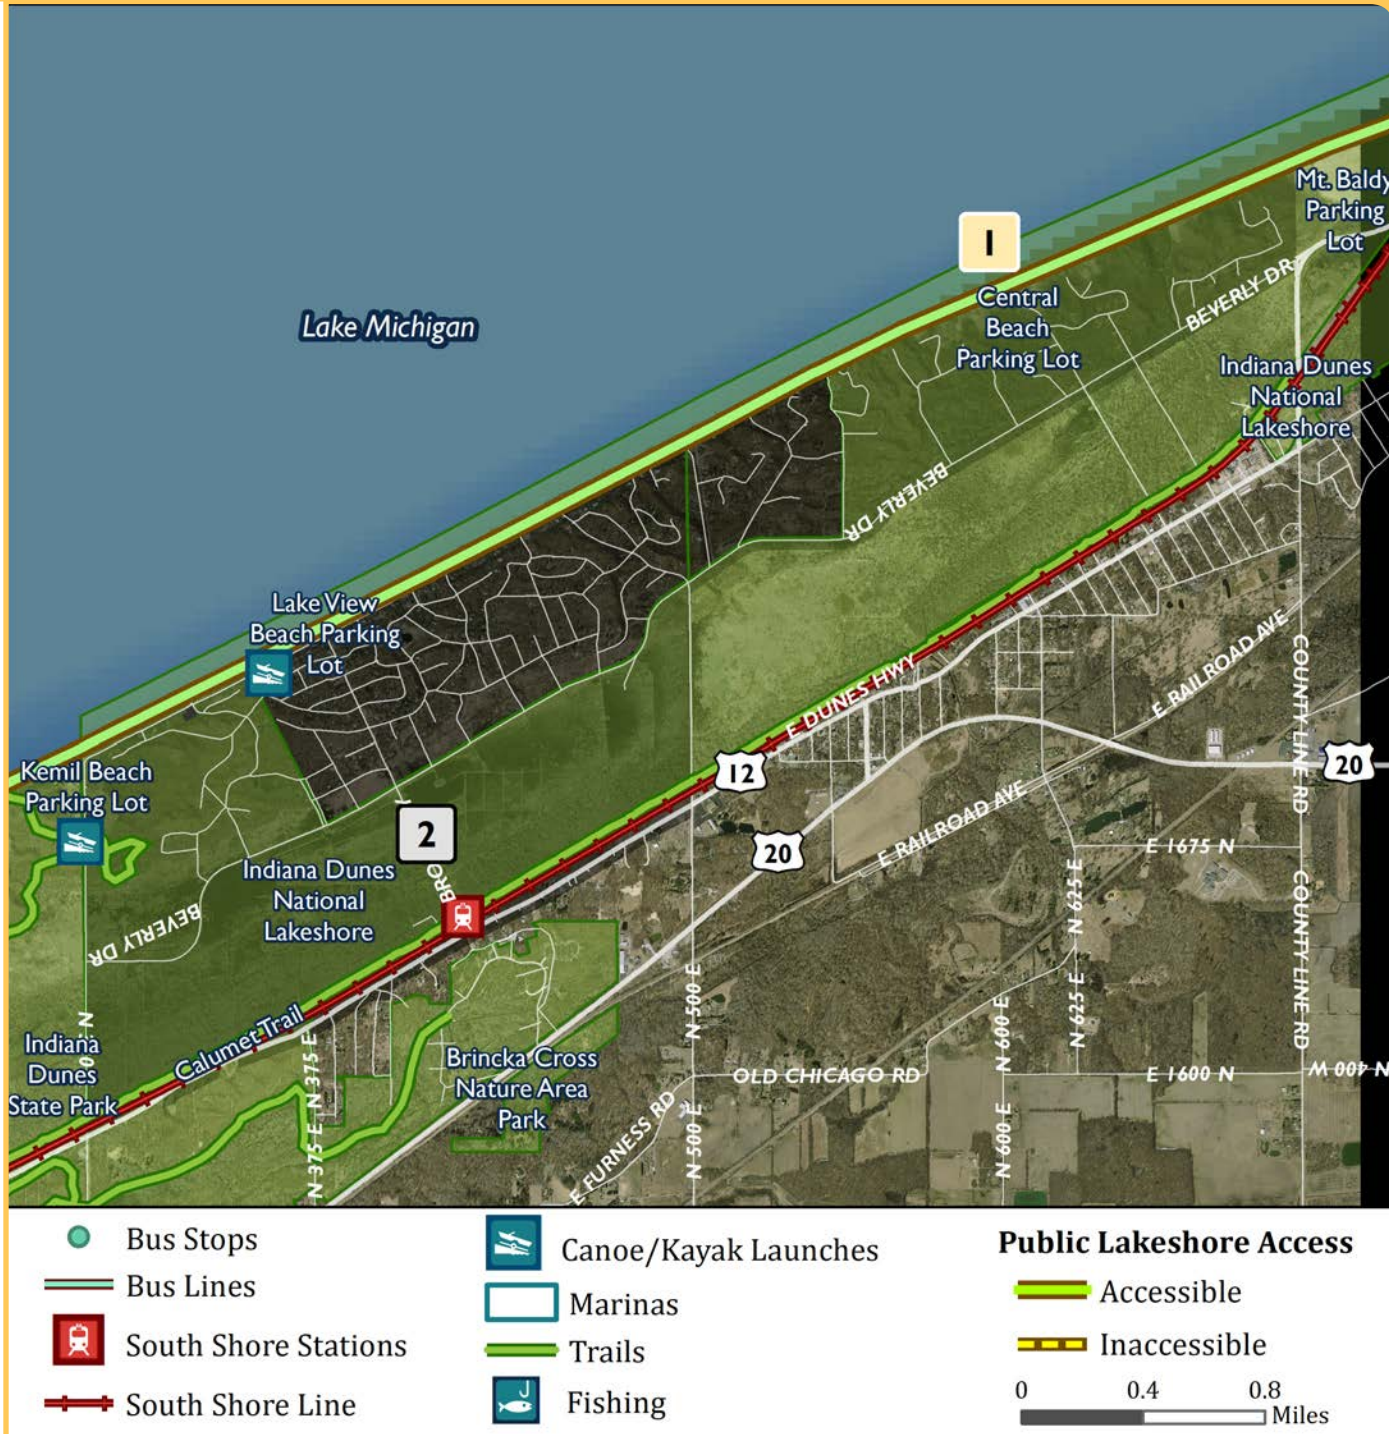 Mt. Baldy
Parking
Lot
1
Central
Beach
Parking Lot
BEVERLY DR
Lake Michigan
Indiana Dunes
National
Lakeshore
BEVERLY DR
Lake View
Beach Parking
Lot
E RAILROAD AVE
COUNTY LINE RD
E DUNES HWY
Kemil Beach
Parking Lot
12
20
2
BRO
20
E RAILROAD AVE
E 1675 N
Indiana Dunes
National
Lakeshore
BEVERLY DR
N 625 E
COUNTY LINE RD
N 500 E
N 600 E
N 625 E
Calumet Trail
Indiana
Dunes
State Park
N 375 E
N 375 E
Brincka Cross
Nature Area
Park
OLD CHICAGO RD
E 1600 N
N 400 W
E FURNESS RD
N 500 E
N 600 E
Bus Stops
Bus Lines
South Shore Stations
South Shore Line
Canoe/Kayak Launches
Marinas
Trails
Fishing
Public Lakeshore Access
Accessible
Inaccessible
0 0.4 0.8
Miles